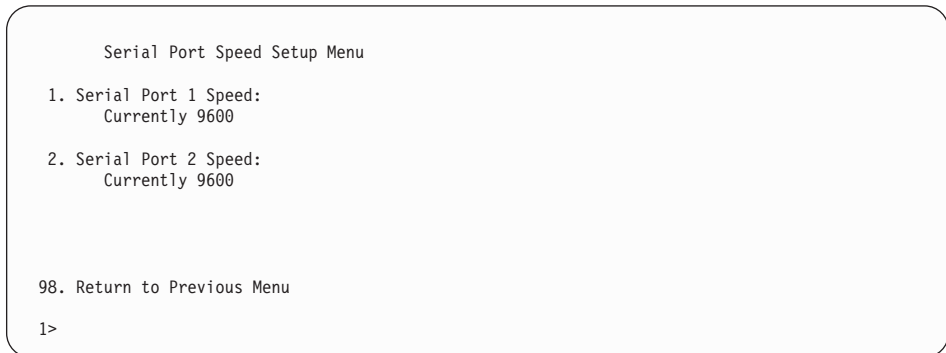 Serial Port Speed Setup Menu
1. Serial Port 1 Speed:
Currently 9600
2. Serial Port 2 Speed:
Currently 9600
98. Return to Previous Menu
1>